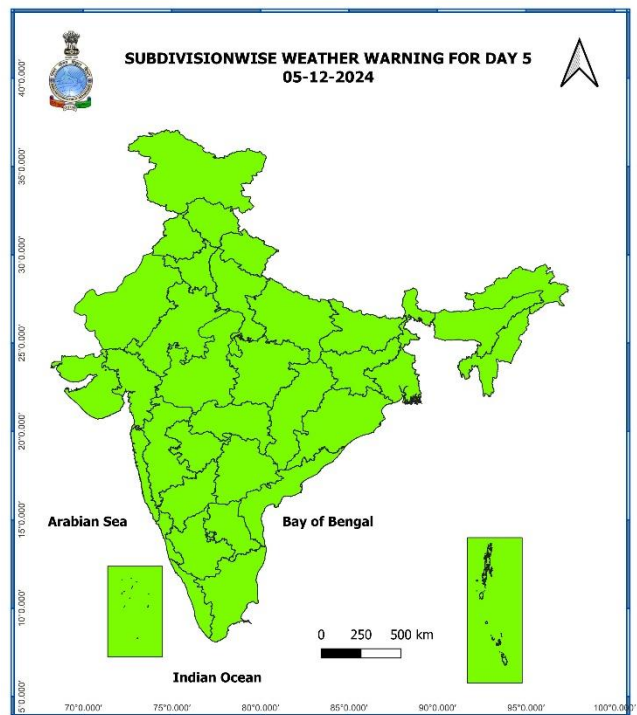 SUBDIVISIONWISE WEATHER WARNING FOR DAY 5
05-12-2024
40°0.000'
35°0.000'
30°0.000'
25°0.000'
20°0.000'
15°0.000'
10°0.000'
5°0.000'
Arabian Sea
Bay of Bengal
0 250 500 km
Indian Ocean
70°0.000' 75°0.000' 80°0.000' 85°0.000' 90°0.000' 95°0.000' 100°0.000'